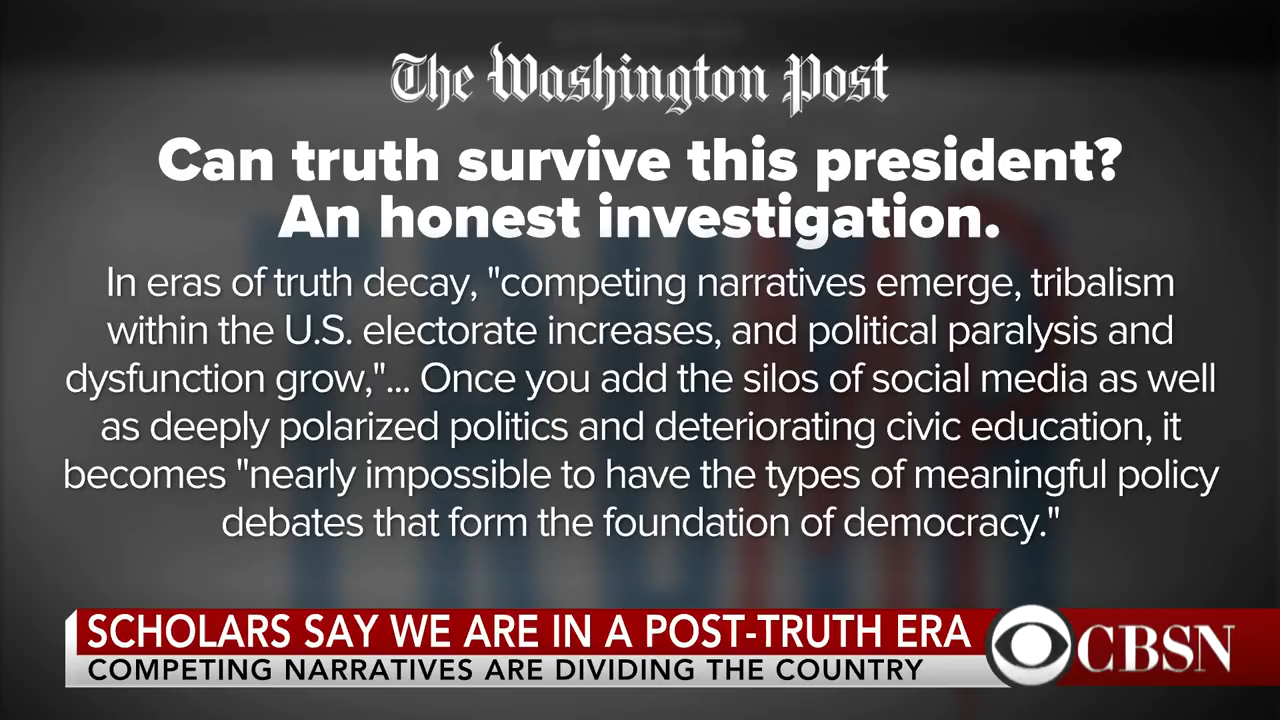 The Washington Post
Can truth survive this president?
An honest investigation.
In eras of truth decay, "competing narratives emerge, tribalism
within the U.S. electorate increases, and political paralysis and
dysfunction grow,"... Once you add the silos of social media as well
as deeply polarized politics and deteriorating civic education, it
becomes "nearly impossible to have the types of meaningful policy
debates that form the foundation of democracy."
SCHOLARS SAY WE ARE IN A POST-TRUTH ERA
COMPETING NARRATIVES ARE DIVIDING THE COUNTRY
CBSN